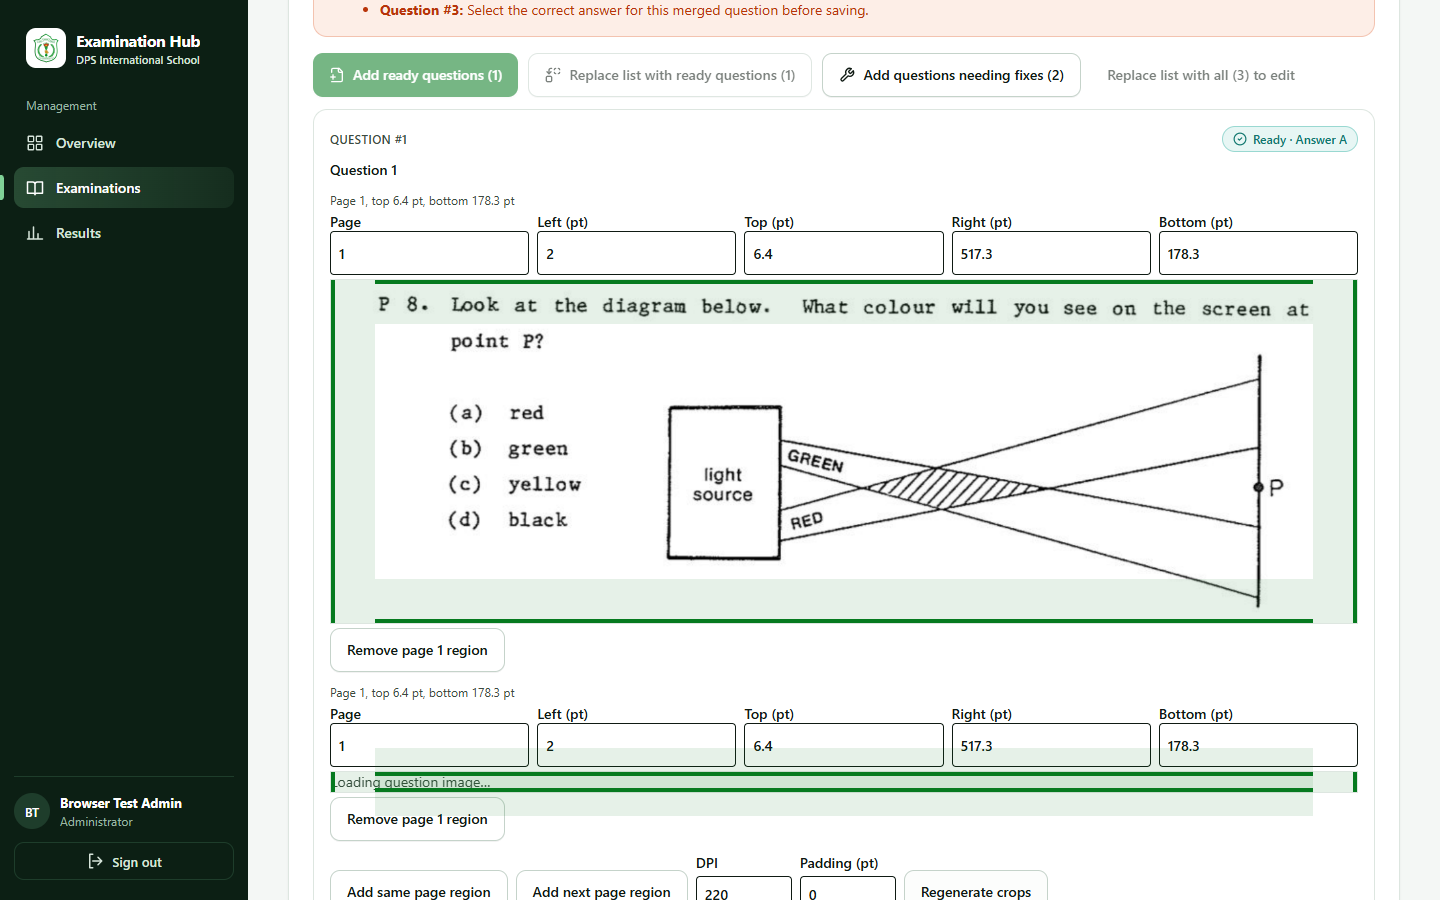 Examination Hub
DPS International School
Management
Overview
Examinations
Results
BT
Browser Test Admin
Administrator
Sign out
Question #3: Select the correct answer for this merged question before saving.
Add ready questions (1)
Replace list with ready questions (1)
Add questions needing fixes (2)
Replace list with all (3) to edit
QUESTION #1
Ready · Answer A
Question 1
Page 1, top 6.4 pt, bottom 178.3 pt
Page Left (pt) Top (pt) Right (pt) Bottom (pt)
1 2 6.4 517.3 178.3
P 8. Look at the diagram below. What colour will you see on the screen at
point P?
(a) red
(b) green
(c) yellow
(d) black
light
source
GREEN
RED
P
Remove page 1 region
Page 1, top 6.4 pt, bottom 178.3 pt
Page Left (pt) Top (pt) Right (pt) Bottom (pt)
1 2 6.4 517.3 178.3
Loading question image...
Remove page 1 region
DPI Padding (pt)
Add same page region Add next page region 220 0 Regenerate crops